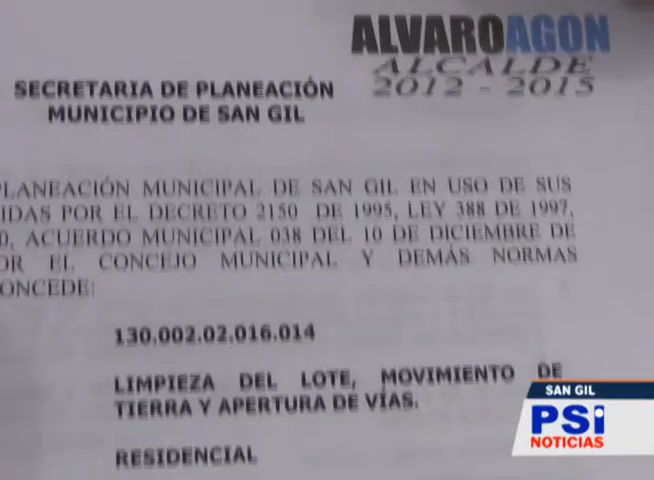 ALVARO AGON
ALCALDE
2012 - 2015
SECRETARIA DE PLANEACIÓN
MUNICIPIO DE SAN GIL
PLANEACIÓN MUNICIPAL DE SAN GIL EN USO DE SUS
IDAS POR EL DECRETO 2150 DE 1995, LEY 388 DE 1997,
0, ACUERDO MUNICIPAL 038 DEL 10 DE DICIEMBRE DE
OR EL CONCEJO MUNICIPAL Y DEMÁS NORMAS
ONCEDE:
130.002.02.016.014
LIMPIEZA DEL LOTE, MOVIMIENTO DE
TIERRA Y APERTURA DE VÍAS.
RESIDENCIAL
SAN GIL
PSi
NOTICIAS